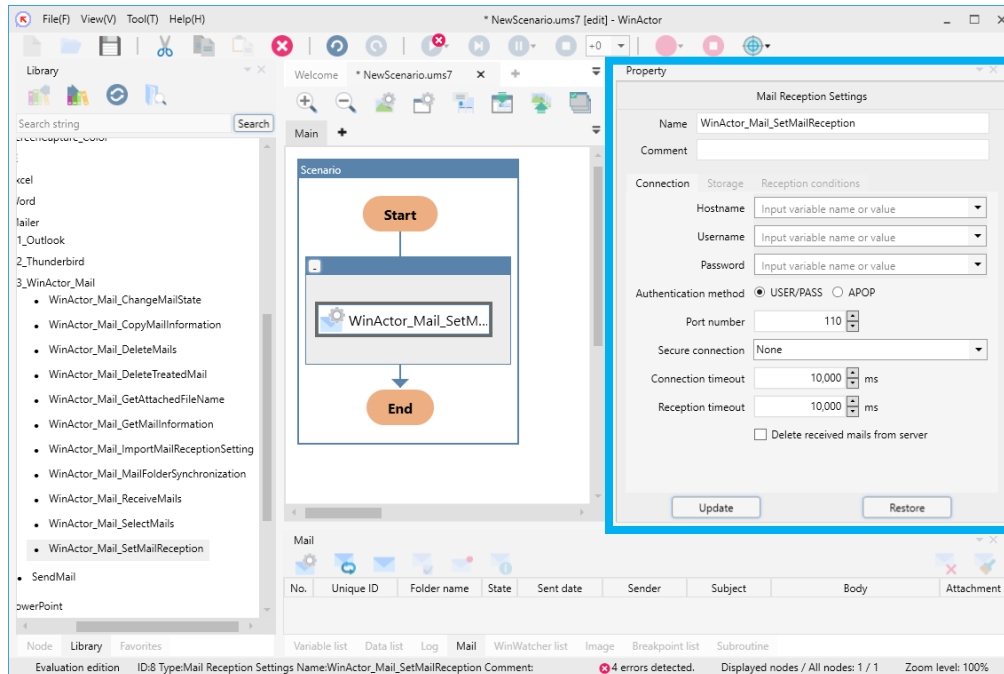 File(F) View(V) Tool(T) Help(H)
* NewScenario.ums7 [edit] - WinActor
+0
Library
Search string
Search
xcel
/ord
1_Outlook
2_Thunderbird
3_WinActor_Mail
WinActor_Mail_ChangeMailState
WinActor_Mail_CopyMailInformation
WinActor_Mail_DeleteMails
WinActor_Mail_DeleteTreatedMail
WinActor_Mail_GetAttachedFileName
WinActor_Mail_GetMailInformation
WinActor_Mail_ImportMailReceptionSetting
WinActor_Mail_MailFolderSynchronization
WinActor_Mail_ReceiveMails
WinActor_Mail_SelectMails
WinActor_Mail_SetMailReception
SendMail
owerPoint
Node Library Favorites
Welcome * NewScenario.ums7
Main
Scenario
Start
WinActor_Mail_SetM...
End
Property
Mail Reception Settings
Name WinActor_Mail_SetMailReception
Comment
Connection Storage Reception conditions
Hostname Input variable name or value
Username Input variable name or value
Password Input variable name or value
Authentication method USER/PASS APOP
Port number 110
Secure connection None
Connection timeout 10,000 ms
Reception timeout 10,000 ms
Delete received mails from server
Update Restore
Mail
No. Unique ID Folder name State Sent date Sender Subject Body Attachment
Variable list Data list Log Mail WinWatcher list Image Breakpoint list Subroutine
Evaluation edition ID:8 Type:Mail Reception Settings Name:WinActor_Mail_SetMailReception Comment: 4 errors detected. Displayed nodes / All nodes: 1 / 1 Zoom level: 100%